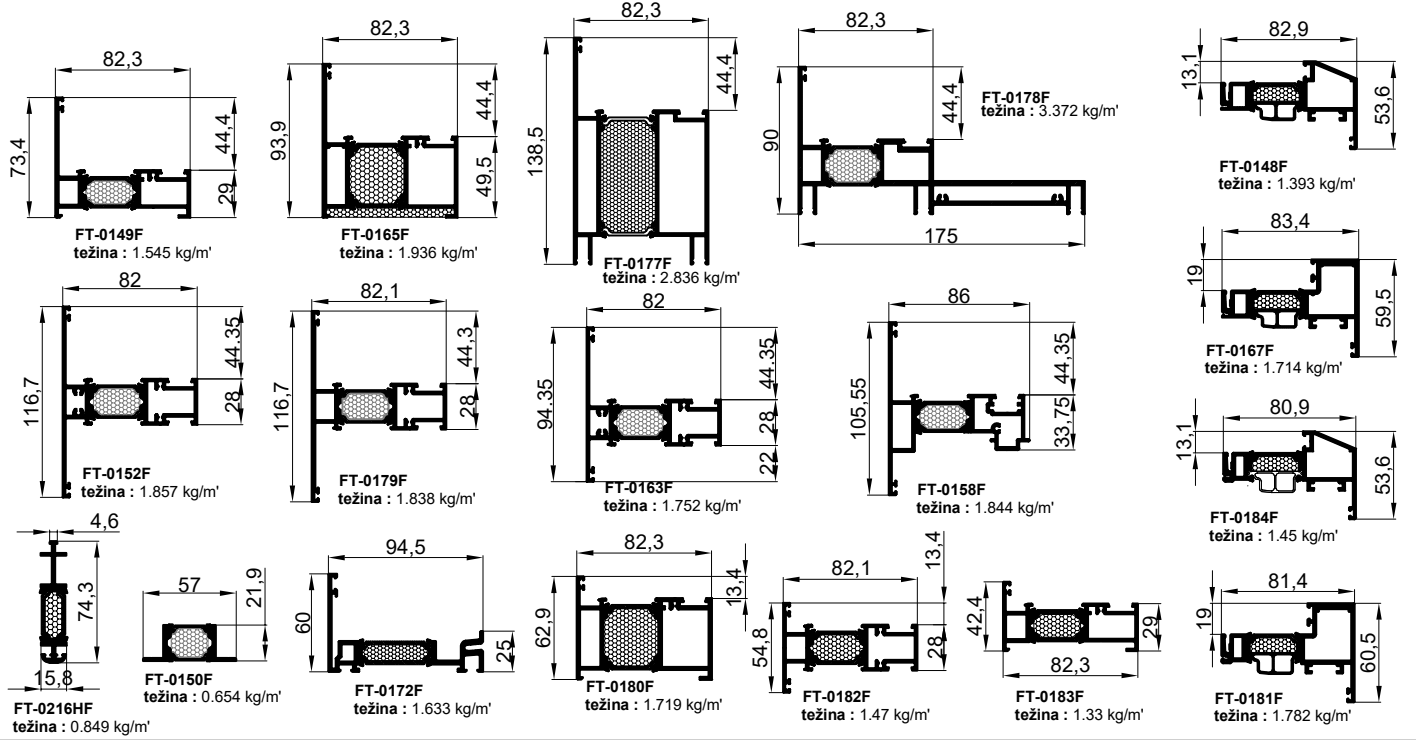 82,3
73,4
44,4
29
FT-0149F
težina : 1.545 kg/m'
82,3
93,9
44,4
49,5
FT-0165F
težina : 1.936 kg/m'
82,3
138,5
44,4
FT-0177F
težina : 2.836 kg/m'
82,3
90
44,4
175
FT-0178F
težina : 3.372 kg/m'
82,9
13,1
53,6
FT-0148F
težina : 1.393 kg/m'
83,4
19
59,5
FT-0167F
težina : 1.714 kg/m'
82
116,7
44.35
28
FT-0152F
težina : 1.857 kg/m'
82,1
116,7
44,3
28
FT-0179F
težina : 1.838 kg/m'
82
94.35
44.35
28
22
FT-0163F
težina : 1.752 kg/m'
86
105,55
44,35
33,75
FT-0158F
težina : 1.844 kg/m'
80,9
13,1
53,6
FT-0184F
težina : 1.45 kg/m'
4,6
74,3
15,8
FT-0216HF
težina : 0.849 kg/m'
57
21,9
FT-0150F
težina : 0.654 kg/m'
94,5
60
25
FT-0172F
težina : 1.633 kg/m'
82,3
62,9
13,4
FT-0180F
težina : 1.719 kg/m'
82,1
54,8
13,4
28
FT-0182F
težina : 1.47 kg/m'
42,4
29
82,3
FT-0183F
težina : 1.33 kg/m'
81,4
19
60,5
FT-0181F
težina : 1.782 kg/m'